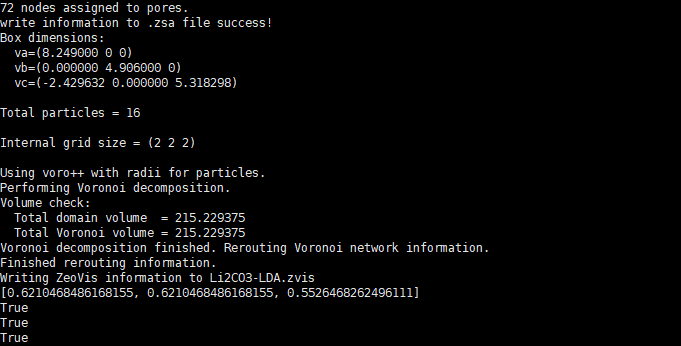 72 nodes assigned to pores.
write information to .zsa file success!
Box dimensions:
  va=(8.249000 0 0)
  vb=(0.000000 4.906000 0)
  vc=(-2.429632 0.000000 5.318298)
Total particles = 16
Internal grid size = (2 2 2)
Using voro++ with radii for particles.
Performing Voronoi decomposition.
Volume check:
  Total domain volume  = 215.229375
  Total Voronoi volume = 215.229375
Voronoi decomposition finished. Rerouting Voronoi network information.
Finished rerouting information.
Writing ZeoVis information to Li2CO3-LDA.zvis
[0.6210468486168155, 0.6210468486168155, 0.5526468262496111]
True
True
True